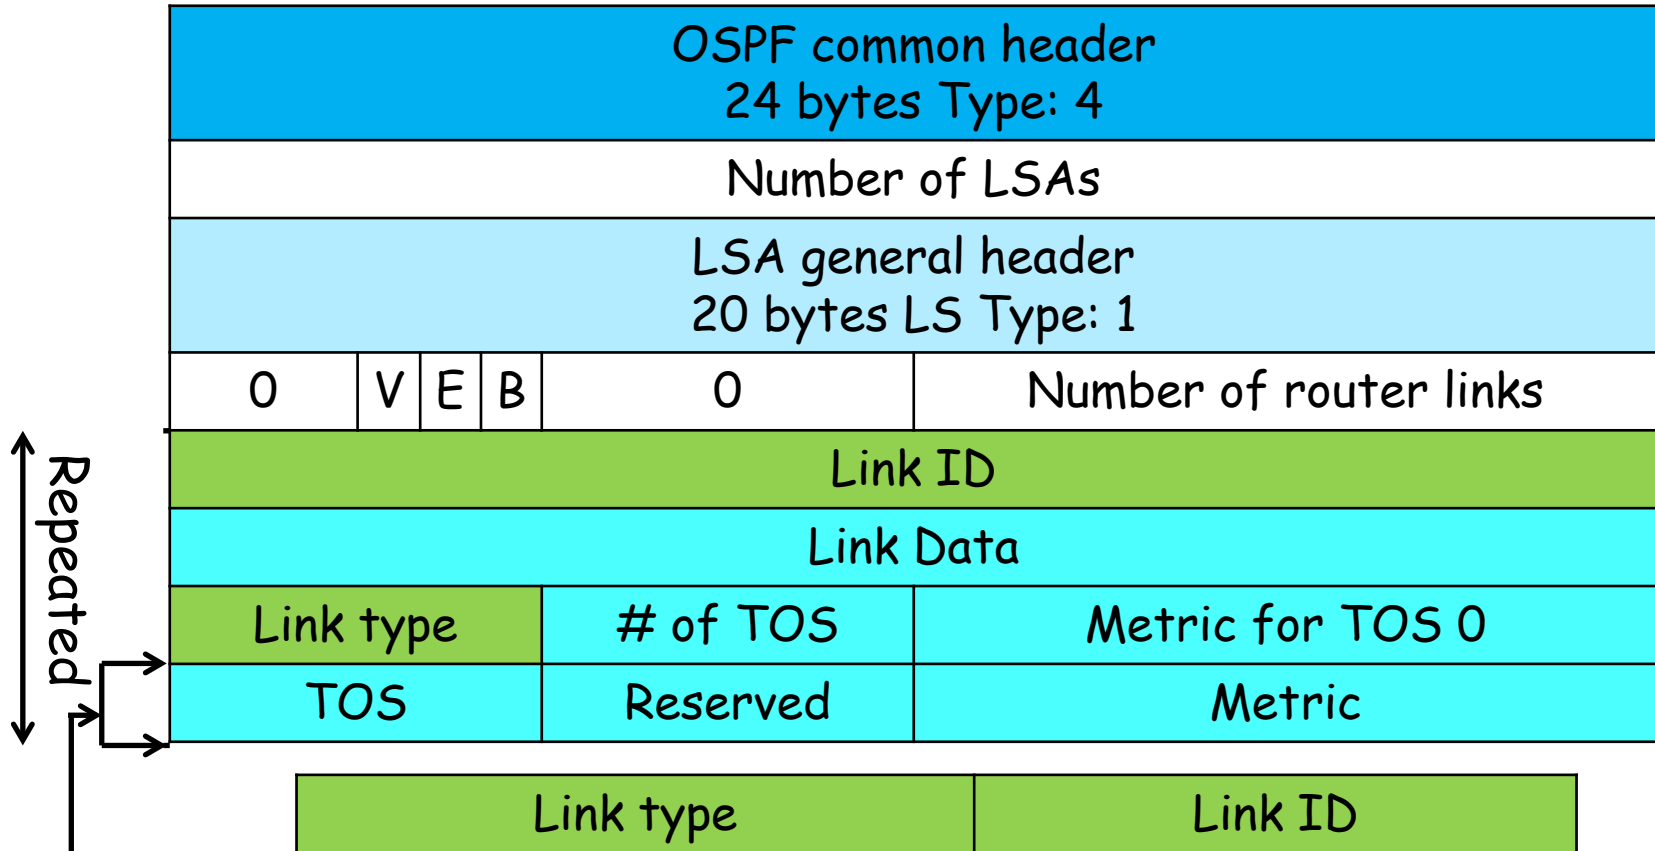 OSPF common header
24 bytes Type: 4
Number of LSAs
LSA general header
20 bytes LS Type: 1
0 V E B 0 Number of router links
Repeated
Link ID
Link Data
Link type # of TOS Metric for TOS 0
TOS Reserved Metric
Link type Link ID